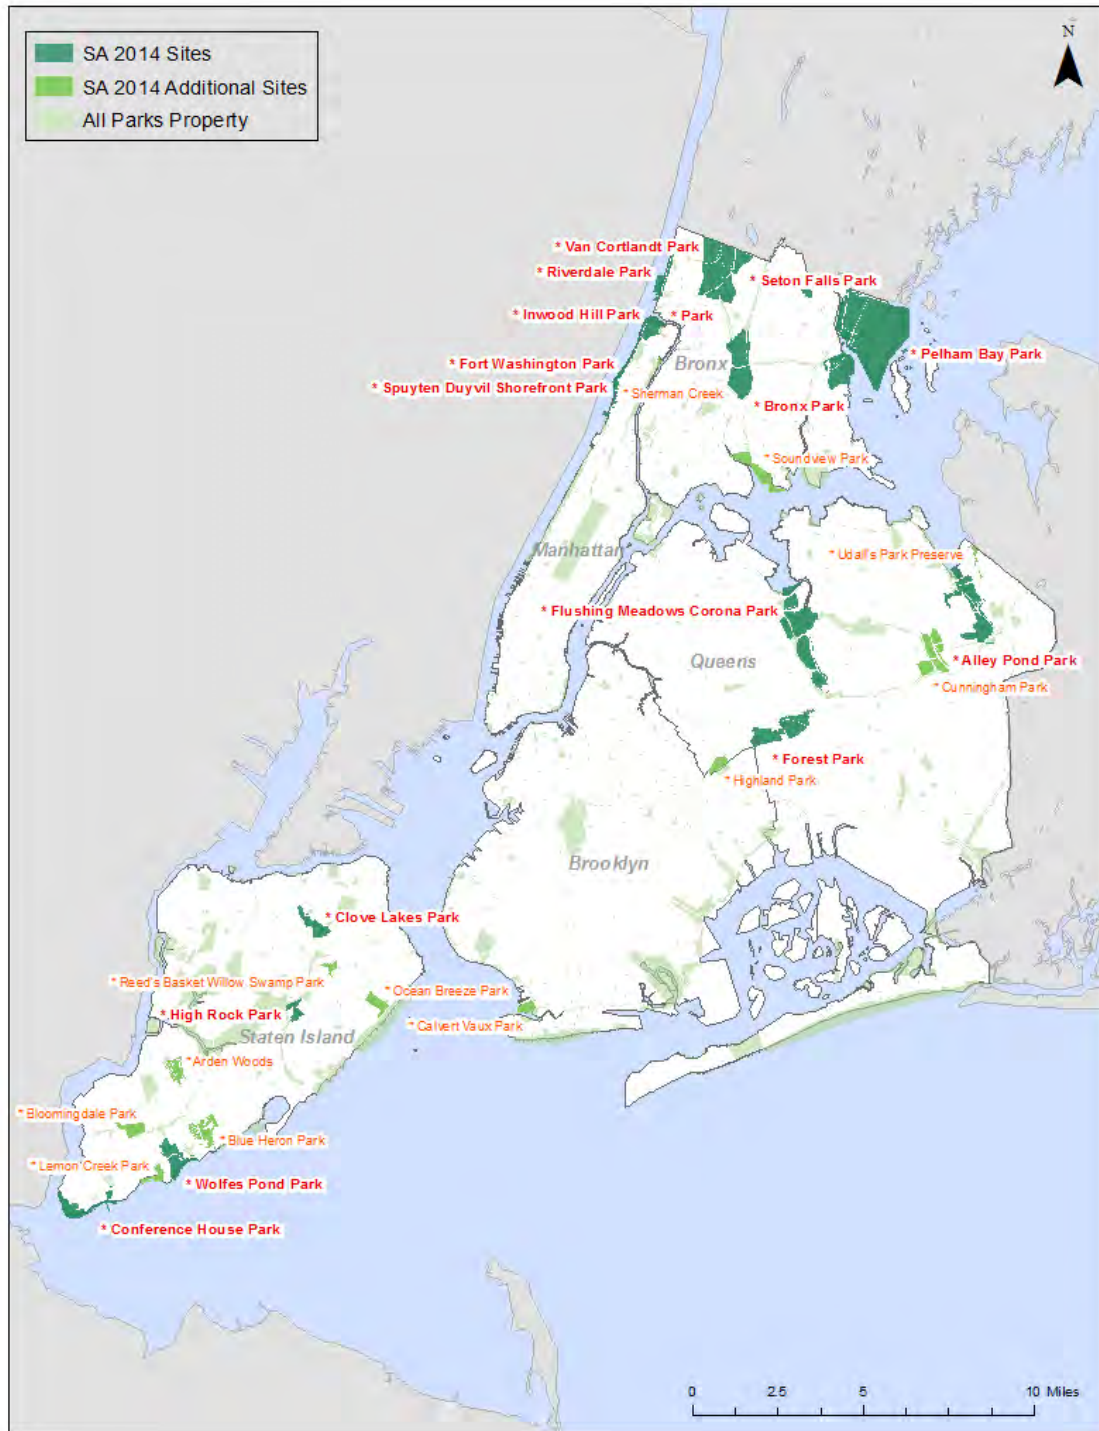 N
SA 2014 Sites
SA 2014 Additional Sites
All Parks Property
* Van Cortlandt Park
* Riverdale Park
* Seton Falls Park
* Inwood Hill Park
* Park
* Pelham Bay Park
* Fort Washington Park
Bronx
* Spuyten Duyvil Shorefront Park
* Sherman Creek
* Bronx Park
* Soundview Park
Manhattan
* Udall's Park Preserve
* Flushing Meadows Corona Park
Queens
* Alley Pond Park
* Cunningham Park
* Forest Park
* Highland Park
Brooklyn
* Clove Lakes Park
* Reed's Basket Willow Swamp Park
* Ocean Breeze Park
* High Rock Park
* Calvert Vaux Park
Staten Island
* Arden Woods
* Bloomingdale Park
* Blue Heron Park
* Lemon Creek Park
* Wolfes Pond Park
* Conference House Park
0 2.5 5 10 Miles